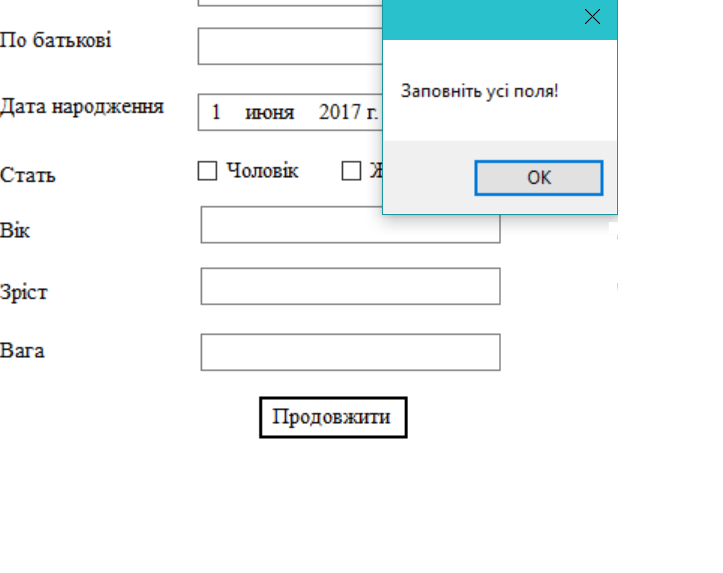 По батькові
Заповніть усі поля!
Дата народження
1 июня 2017 г.
Стать
Чоловік
OK
Вік
Зріст
Вага
Продовжити